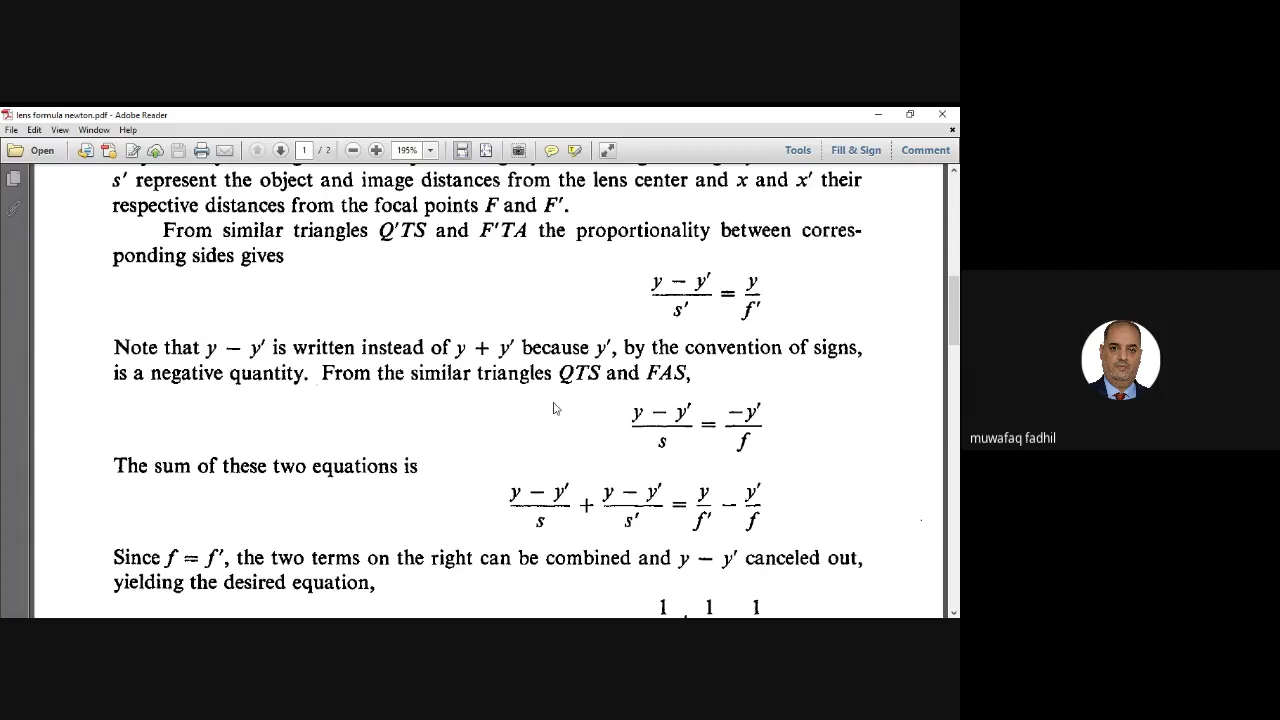 lens formula newton.pdf - Adobe Reader
File Edit View Window Help
Open 1 / 2 195% Tools Fill & Sign Comment
s′ represent the object and image distances from the lens center and x and x′ their
respective distances from the focal points F and F′.
From similar triangles Q′TS and F′TA the proportionality between corres-
ponding sides gives
(y − y′)/s′ = y/f′
Note that y − y′ is written instead of y + y′ because y′, by the convention of signs,
is a negative quantity. From the similar triangles QTS and FAS,
(y − y′)/s = −y′/f
The sum of these two equations is
(y − y′)/s + (y − y′)/s′ = y/f′ − y′/f
Since f = f′, the two terms on the right can be combined and y − y′ canceled out,
yielding the desired equation,
1 1 1
muwafaq fadhil